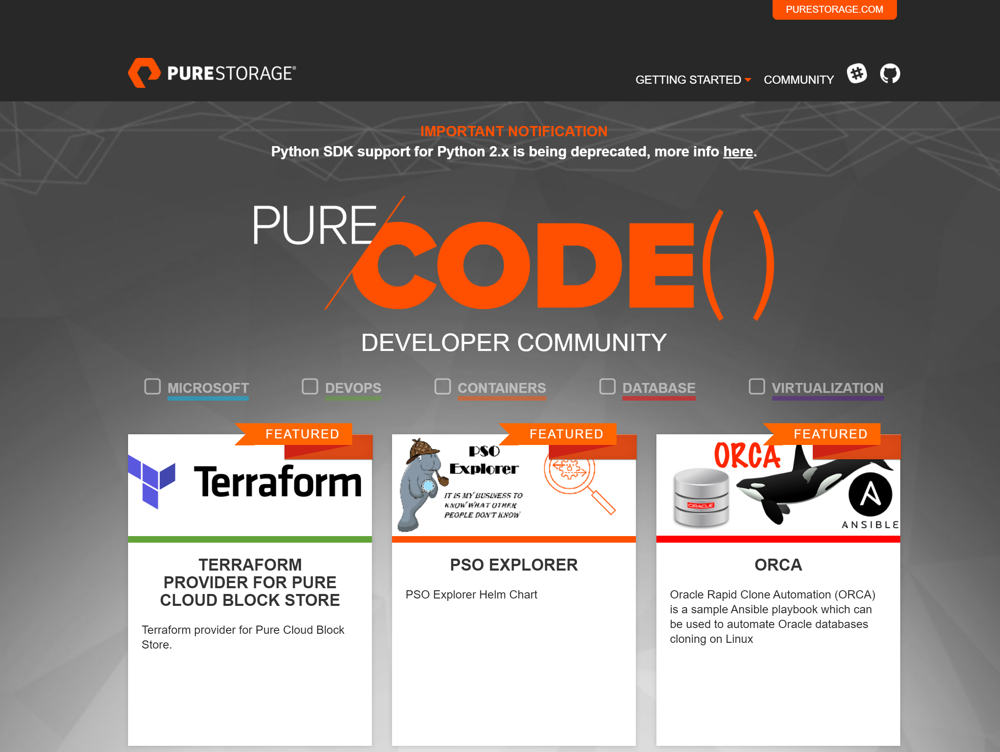 PURESTORAGE.COM
PURESTORAGE®
GETTING STARTED
COMMUNITY
IMPORTANT NOTIFICATION
Python SDK support for Python 2.x is being deprecated, more info here.
PURE
CODE()
DEVELOPER COMMUNITY
MICROSOFT
DEVOPS
CONTAINERS
DATABASE
VIRTUALIZATION
FEATURED
Terraform
TERRAFORM
PROVIDER FOR PURE
CLOUD BLOCK STORE
Terraform provider for Pure Cloud Block
Store.
FEATURED
PSO
Explorer
IT IS MY BUSINESS TO
KNOW WHAT OTHER
PEOPLE DON'T KNOW
PSO EXPLORER
PSO Explorer Helm Chart
FEATURED
ORCA
ORACLE
ANSIBLE
ORCA
Oracle Rapid Clone Automation (ORCA)
is a sample Ansible playbook which can
be used to automate Oracle databases
cloning on Linux